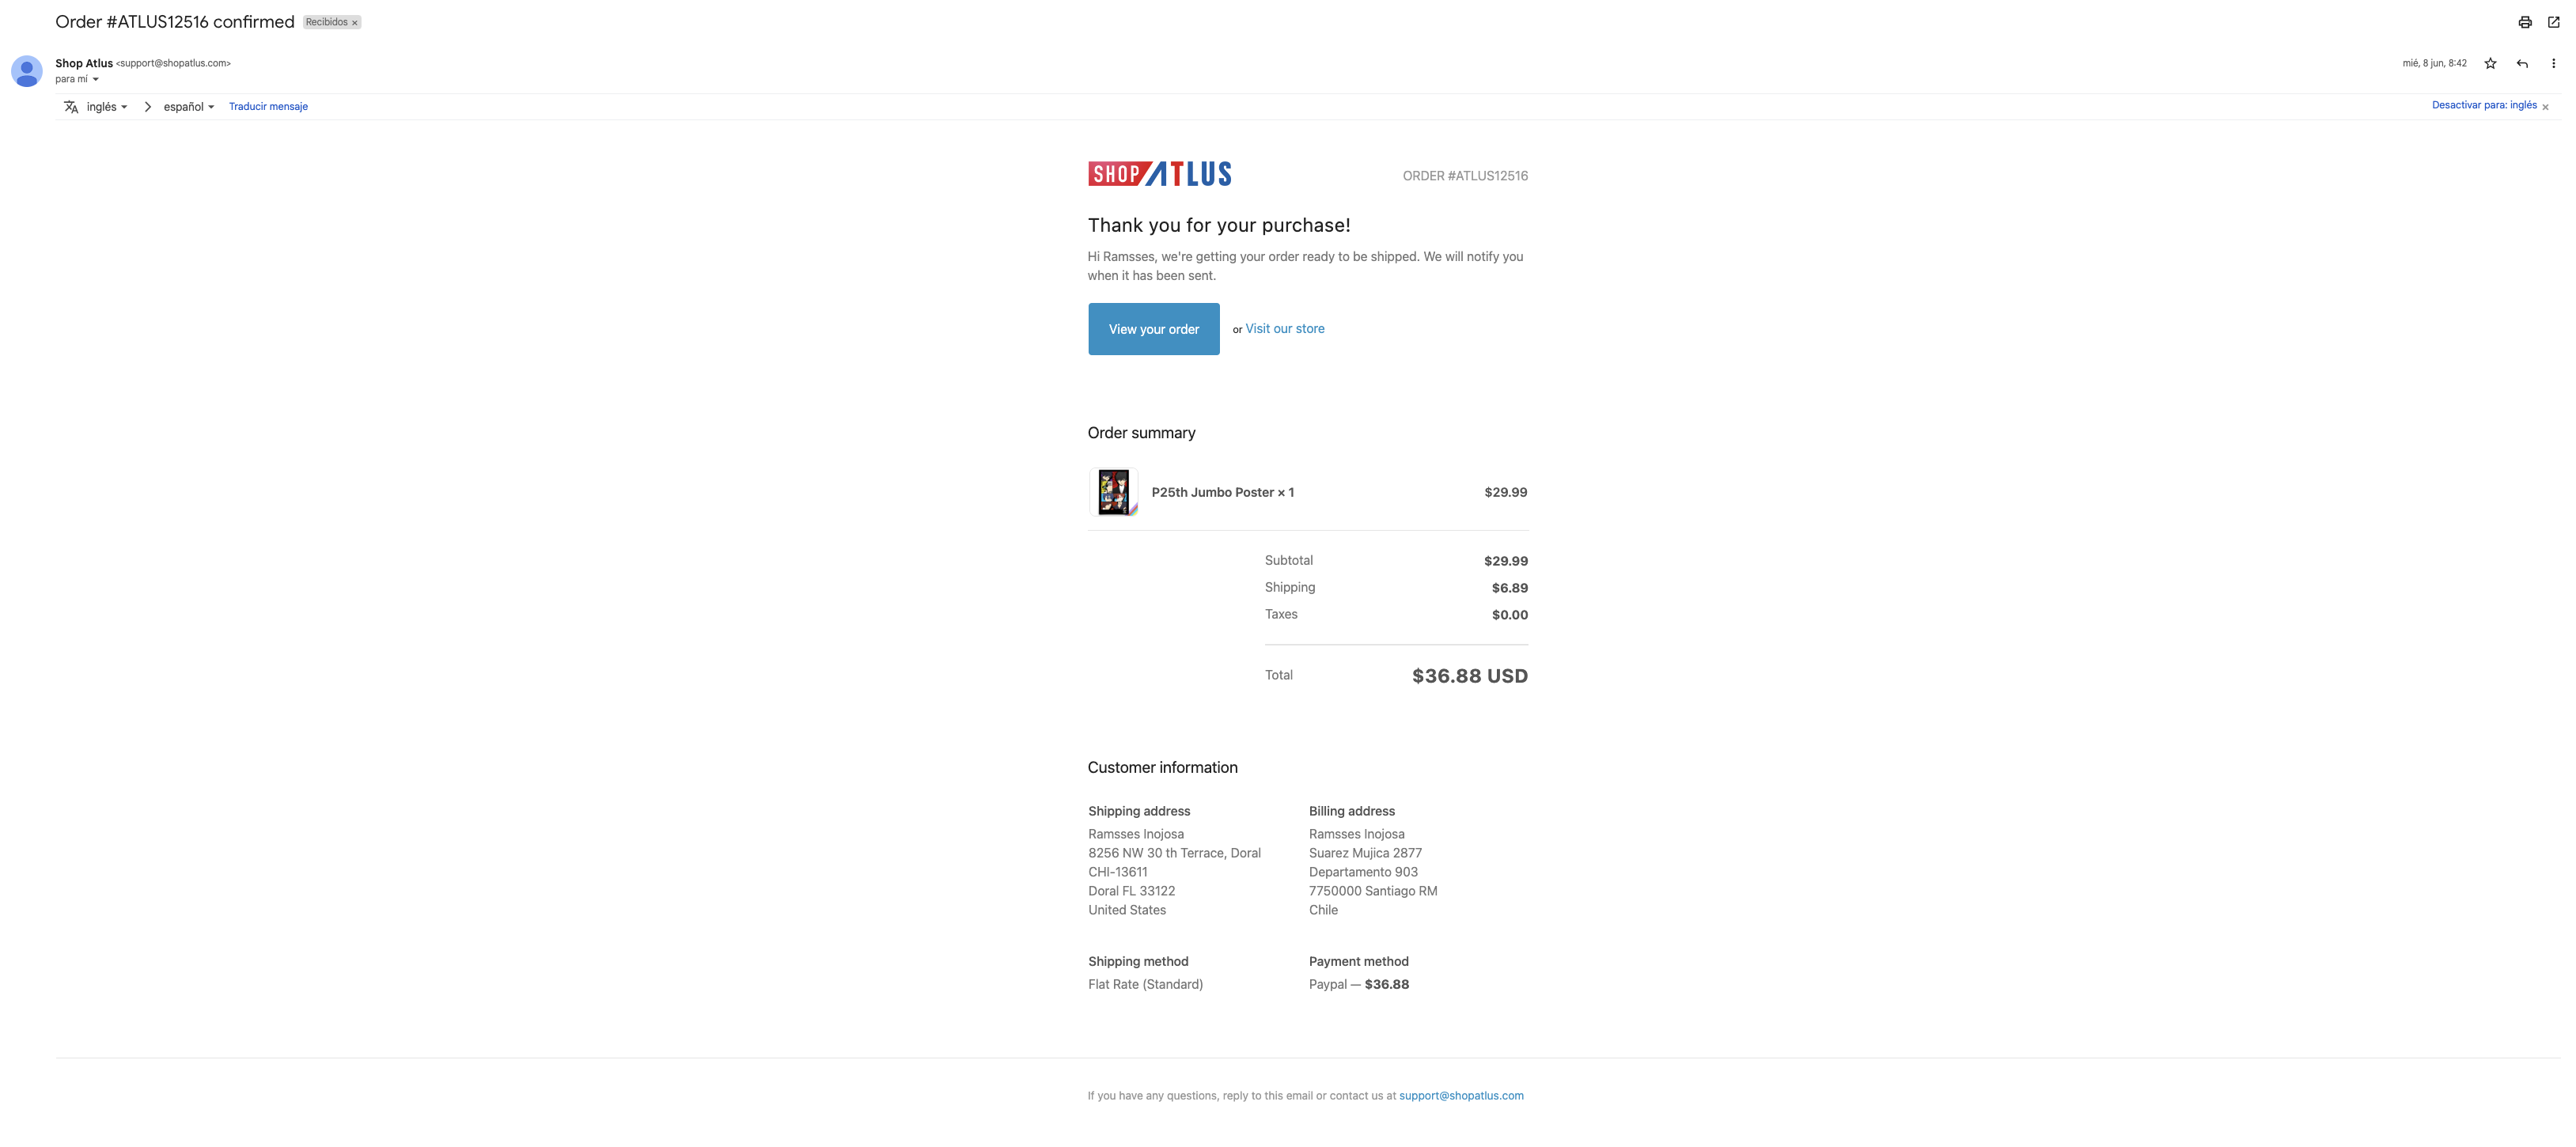 Order #ATLUS12516 confirmed Recibidos ×
Shop Atlus <support@shopatlus.com>
mié, 8 jun, 8:42
para mí
inglés > español Traducir mensaje
Desactivar para: inglés ×
SHOP ATLUS
ORDER #ATLUS12516
Thank you for your purchase!
Hi Ramsses, we're getting your order ready to be shipped. We will notify you
when it has been sent.
View your order or Visit our store
Order summary
P25th Jumbo Poster × 1 $29.99
Subtotal $29.99
Shipping $6.89
Taxes $0.00
Total $36.88 USD
Customer information
Shipping address
Ramsses Inojosa
8256 NW 30 th Terrace, Doral
CHI-13611
Doral FL 33122
United States
Billing address
Ramsses Inojosa
Suarez Mujica 2877
Departamento 903
7750000 Santiago RM
Chile
Shipping method
Flat Rate (Standard)
Payment method
Paypal — $36.88
If you have any questions, reply to this email or contact us at support@shopatlus.com